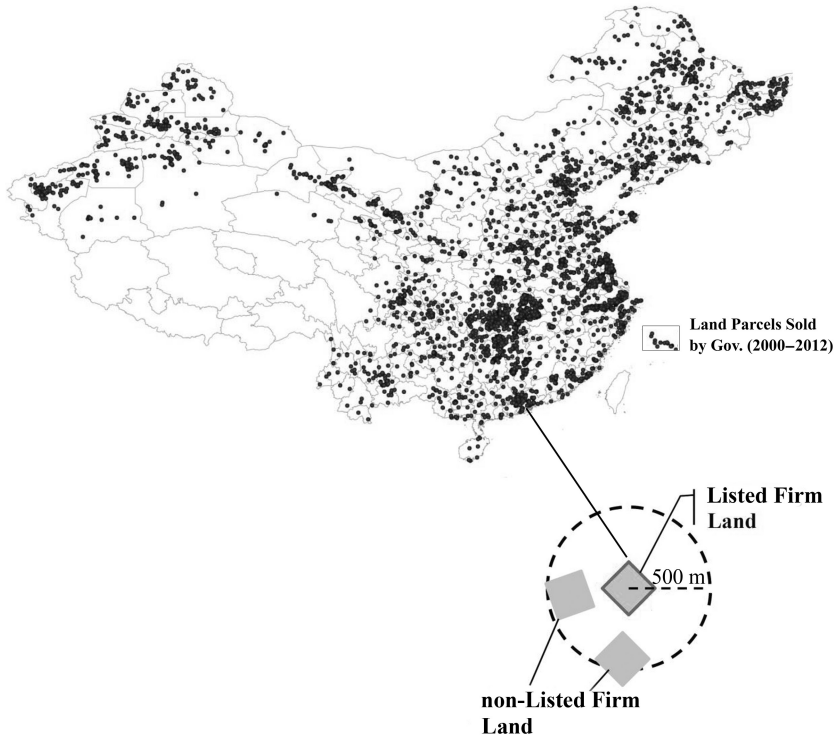 Land Parcels Sold
by Gov. (2000–2012)
Listed Firm
Land
500 m
non-Listed Firm
Land